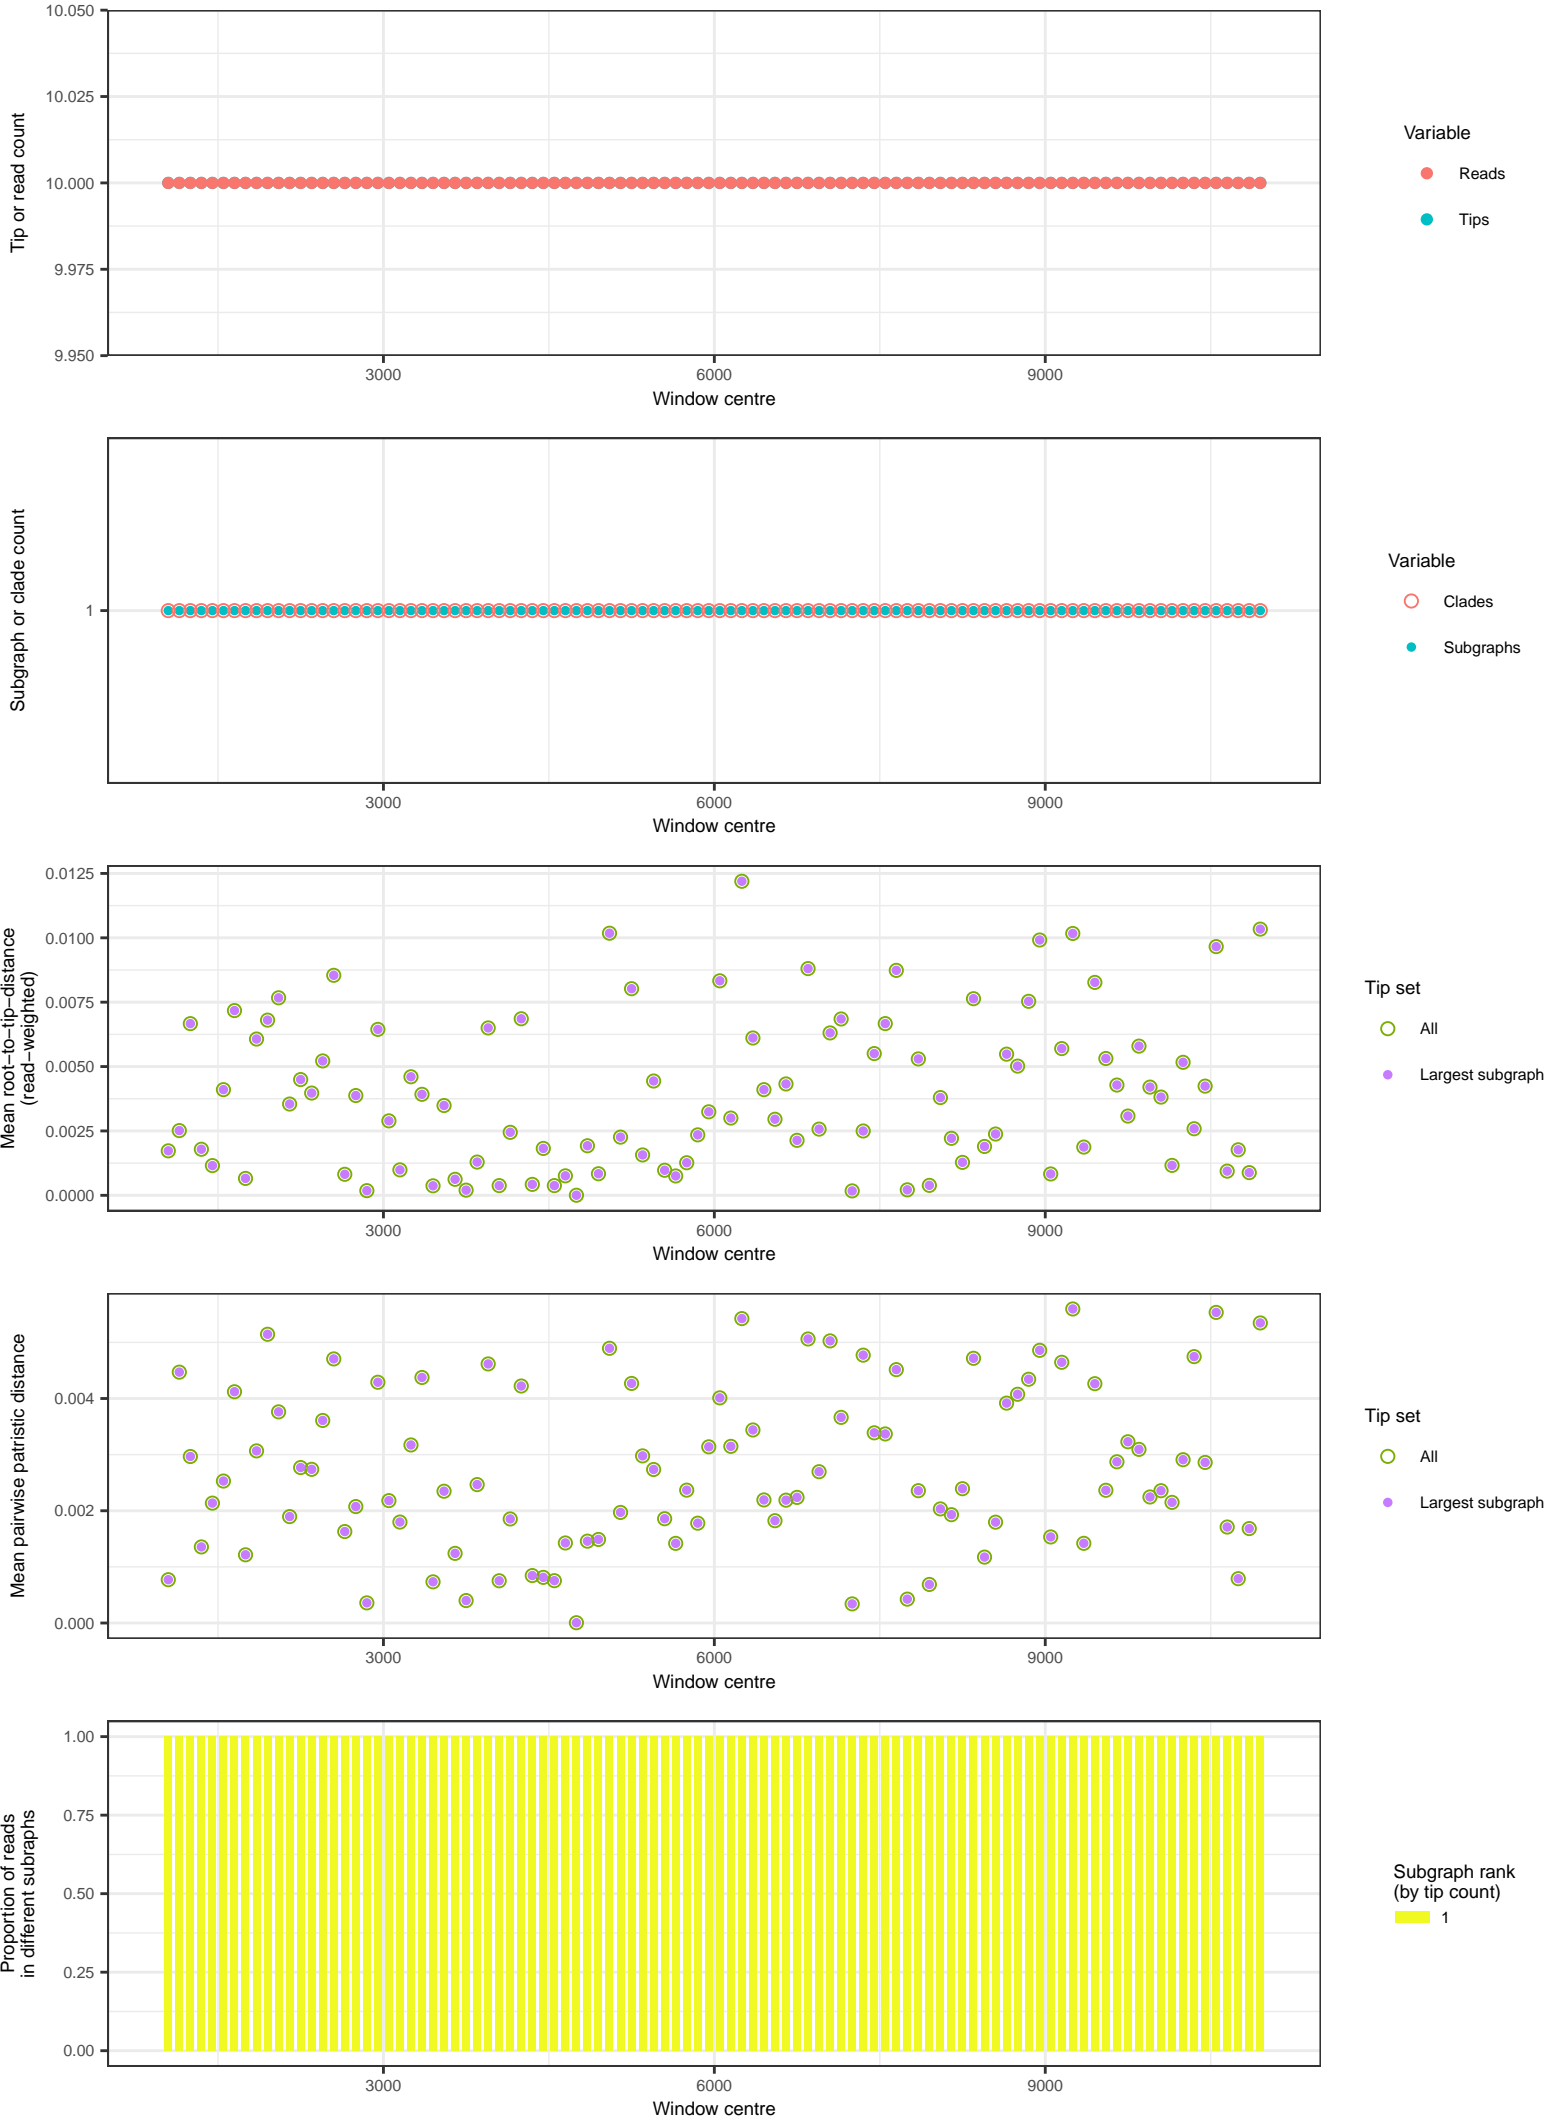 10.050
10.025
10.000
9.975
9.950
Tip or read count
3000
6000
9000
Window centre
Variable
Reads
Tips
1
Subgraph or clade count
3000
6000
9000
Window centre
Variable
Clades
Subgraphs
0.0125
0.0100
0.0075
0.0050
0.0025
0.0000
Mean root−to−tip−distance
(read−weighted)
3000
6000
9000
Window centre
Tip set
All
Largest subgraph
0.004
0.002
0.000
Mean pairwise patristic distance
3000
6000
9000
Window centre
Tip set
All
Largest subgraph
1.00
0.75
0.50
0.25
0.00
Proportion of reads
in different subraphs
3000
6000
9000
Window centre
Subgraph rank
(by tip count)
1